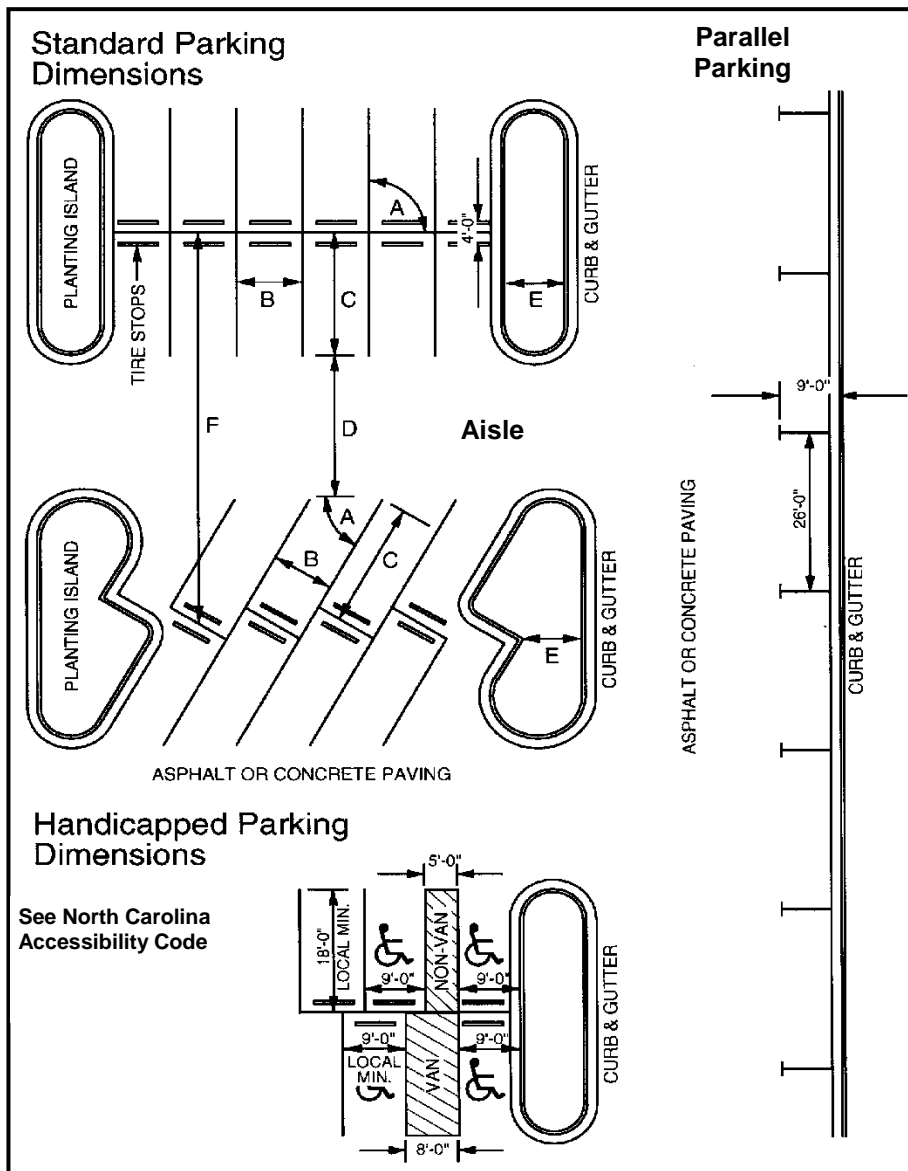 Standard Parking
Dimensions
Parallel
Parking
PLANTING ISLAND
TIRE STOPS
A
B
C
4'-0"
E
CURB & GUTTER
F
D
Aisle
9'-0"
26'-0"
PLANTING ISLAND
A
B
C
E
CURB & GUTTER
ASPHALT OR CONCRETE PAVING
CURB & GUTTER
ASPHALT OR CONCRETE PAVING
Handicapped Parking
Dimensions
See North Carolina
Accessibility Code
5'-0"
18'-0"
LOCAL MIN.
9'-0"
NON-VAN
9'-0"
9'-0"
LOCAL
MIN.
VAN
9'-0"
8'-0"
CURB & GUTTER